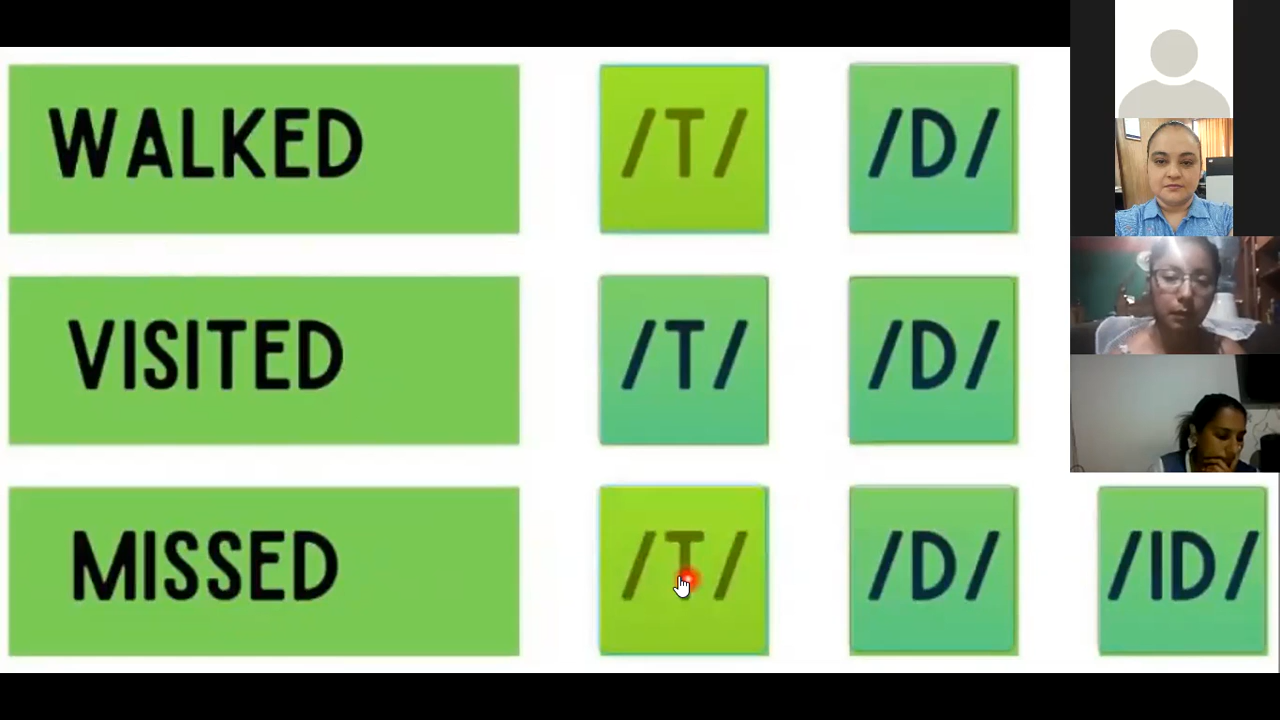 WALKED /T/ /D/
VISITED /T/ /D/
MISSED /T/ /D/ /ID/